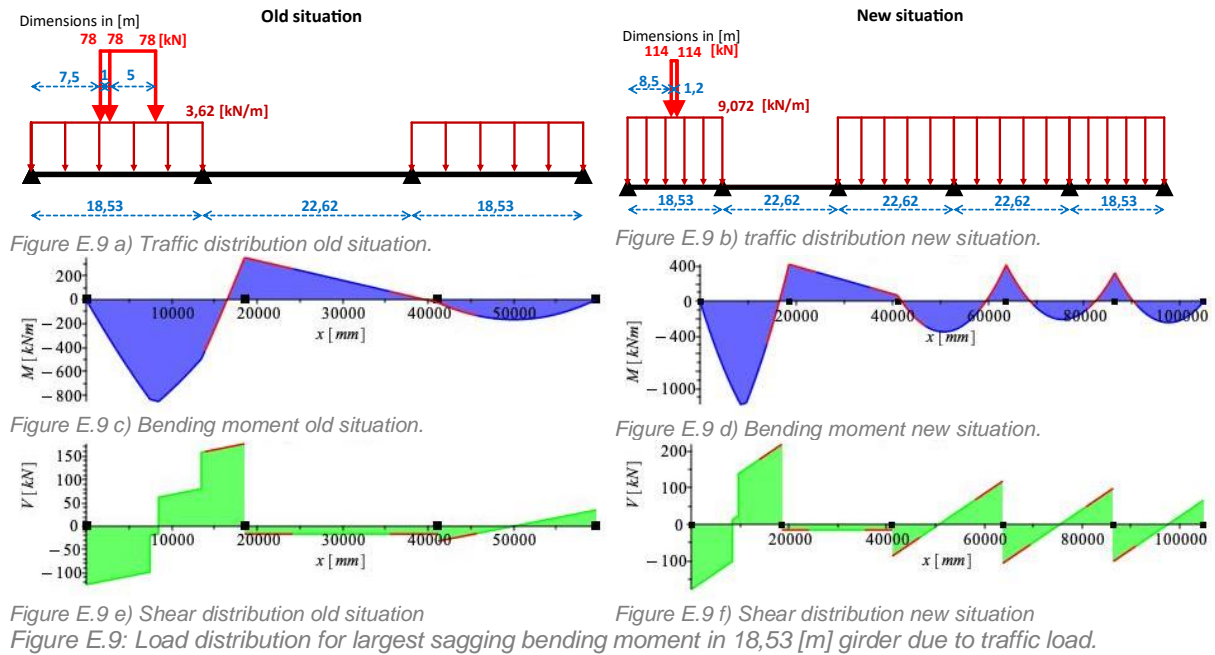 Old situation
Dimensions in [m]
78 78 78 [kN]
7,5 1 5
3,62 [kN/m]
18,53 22,62 18,53
Figure E.9 a) Traffic distribution old situation.
New situation
Dimensions in [m]
114 114 [kN]
8,5 1,2
9,072 [kN/m]
18,53 22,62 22,62 22,62 18,53
Figure E.9 b) traffic distribution new situation.
200
0
−200
−400
−600
−800
M [kNm]
10000 20000 30000 40000 50000
x [mm]
Figure E.9 c) Bending moment old situation.
400
0
−400
−1000
M [kNm]
20000 40000 60000 80000 100000
x [mm]
Figure E.9 d) Bending moment new situation.
150
100
50
0
−50
−100
V [kN]
10000 20000 30000 40000 50000
x [mm]
Figure E.9 e) Shear distribution old situation
200
100
0
−100
V [kN]
20000 40000 60000 80000 100000
x [mm]
Figure E.9 f) Shear distribution new situation
Figure E.9: Load distribution for largest sagging bending moment in 18,53 [m] girder due to traffic load.